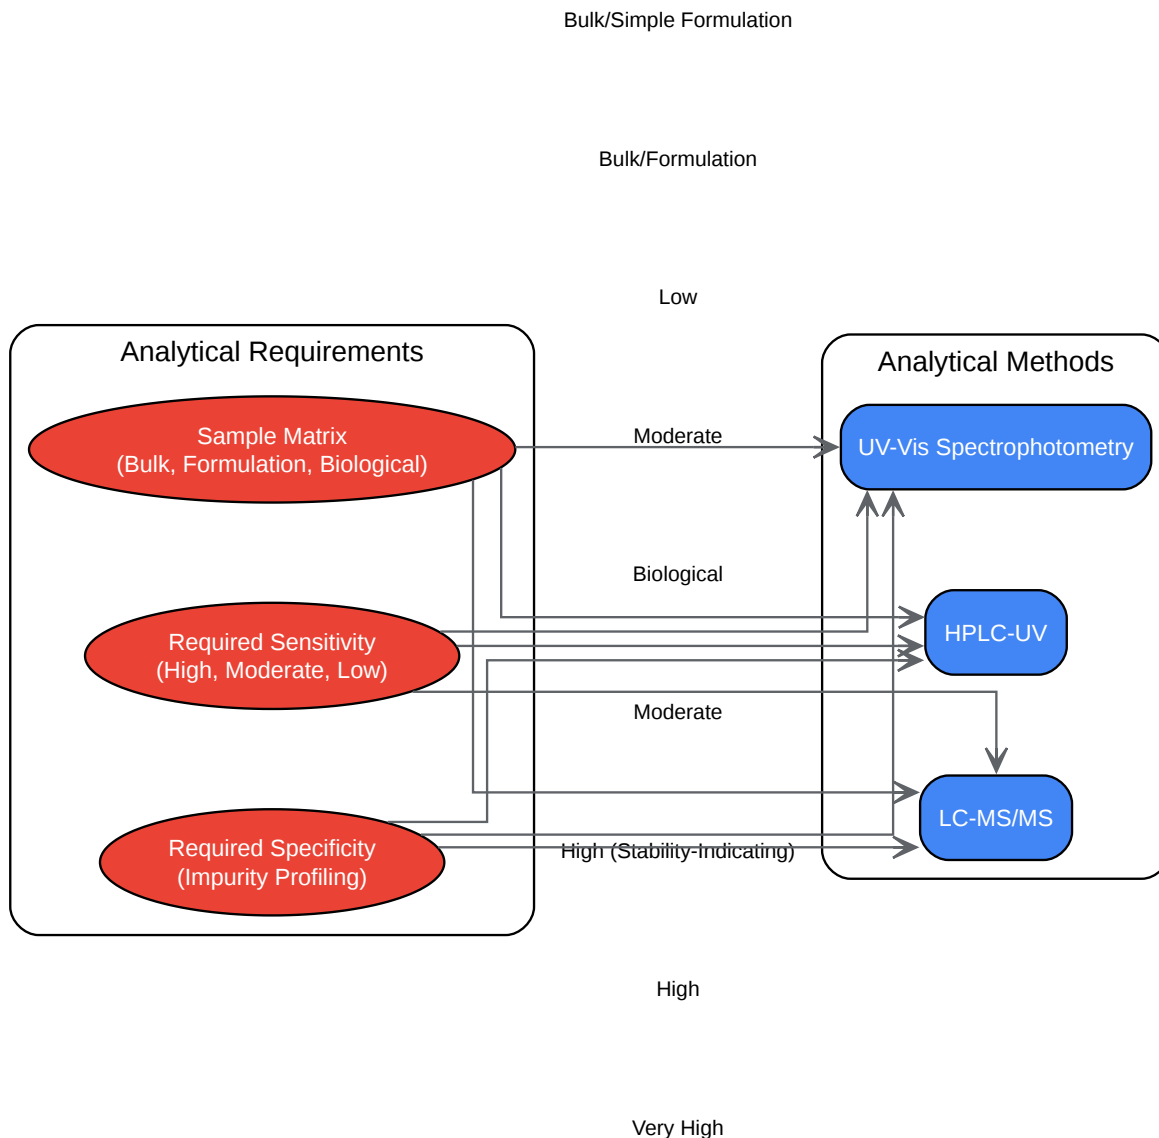 Bulk/Simple Formulation
Bulk/Formulation
Low
Analytical Requirements
Analytical Methods
Sample Matrix
(Bulk, Formulation, Biological)
Moderate
UV-Vis Spectrophotometry
Biological
Required Sensitivity
(High, Moderate, Low)
HPLC-UV
Moderate
Required Specificity
(Impurity Profiling)
High (Stability-Indicating)
LC-MS/MS
High
Very High